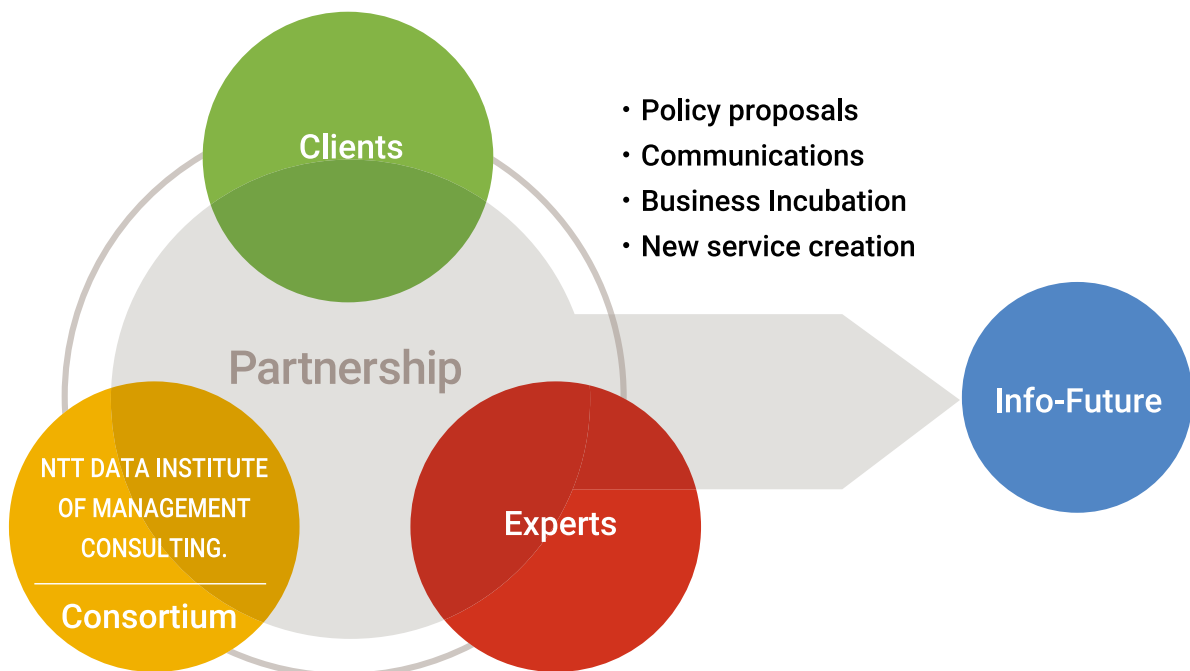 Clients
・Policy proposals
・Communications
・Business Incubation
・New service creation
Partnership
Info-Future
NTT DATA INSTITUTE
OF MANAGEMENT
CONSULTING.
Consortium
Experts